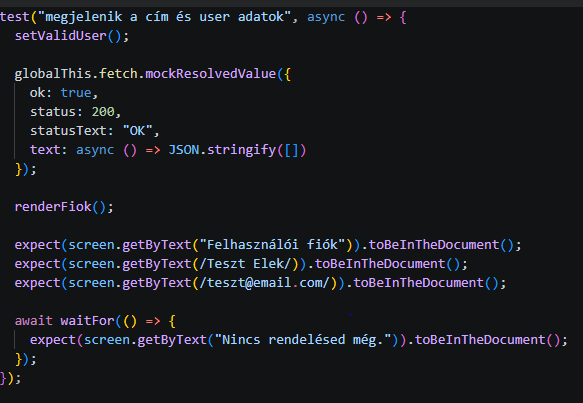 test("megjelenik a cím és user adatok", async () => {
  setValidUser();

  globalThis.fetch.mockResolvedValue({
    ok: true,
    status: 200,
    statusText: "OK",
    text: async () => JSON.stringify([])
  });

  renderFiok();

  expect(screen.getByText("Felhasználói fiók")).toBeInTheDocument();
  expect(screen.getByText(/Teszt Elek/)).toBeInTheDocument();
  expect(screen.getByText(/teszt@email.com/)).toBeInTheDocument();

  await waitFor(() => {
    expect(screen.getByText("Nincs rendelésed még.")).toBeInTheDocument();
  });
});